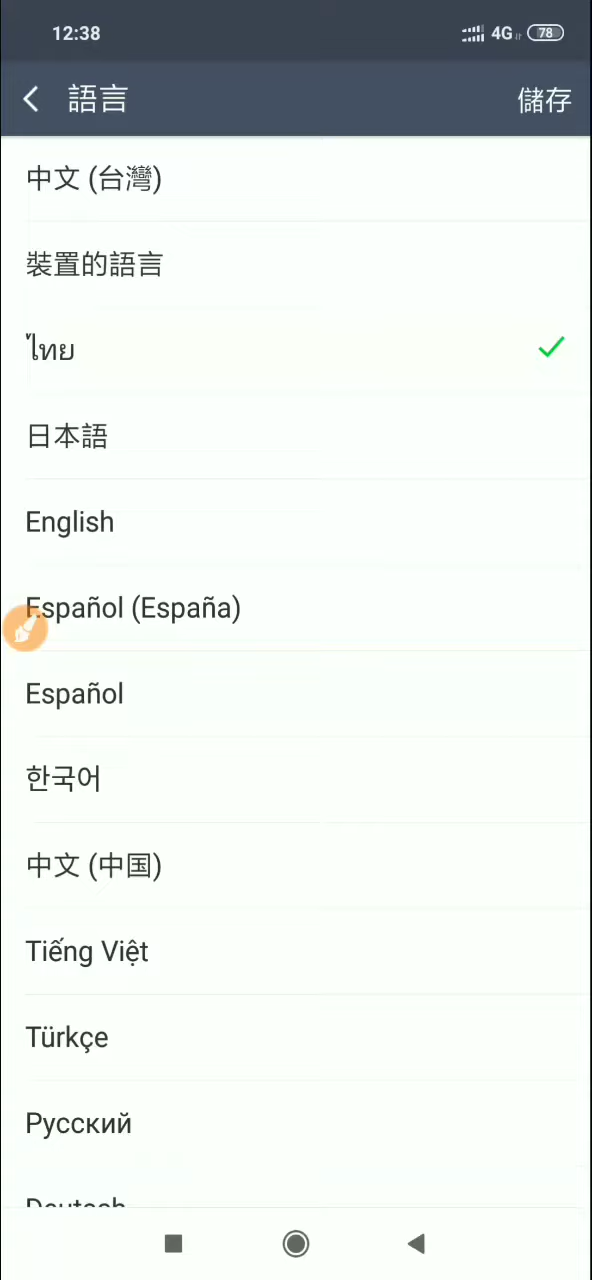 12:38
4G 78
語言
儲存
中文 (台灣)
裝置的語言
ไทย
日本語
English
Español (España)
Español
한국어
中文 (中国)
Tiếng Việt
Türkçe
Русский
Deutsch